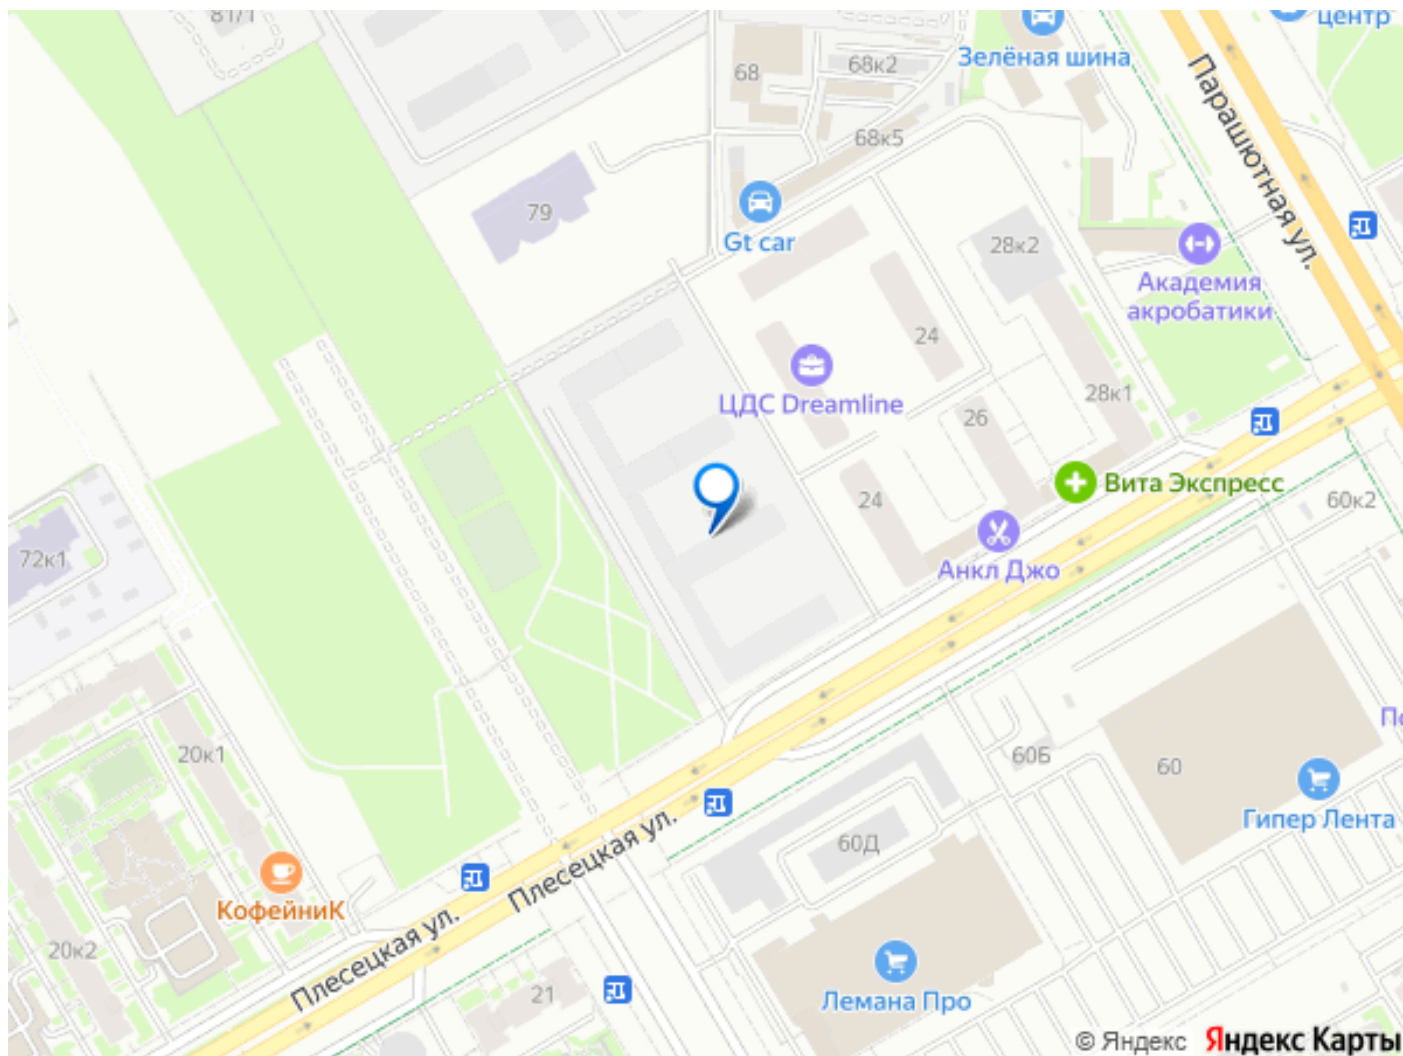 81/1
центр
Зелёная шина
68
68к2
Парашютная ул.
68к5
79
Gt car
28к2
Академия
акробатики
24
ЦДС Dreamline
28к1
26
Вита Экспресс
24
60к2
72к1
Анкл Джо
20к1
60Б
60
Гипер Лента
Плесецкая ул.
60Д
КофейниК
Плесецкая ул.
20к2
21
Лемана Про
© Яндекс Яндекс Карты